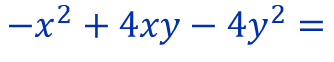 −x² + 4xy − 4y² =